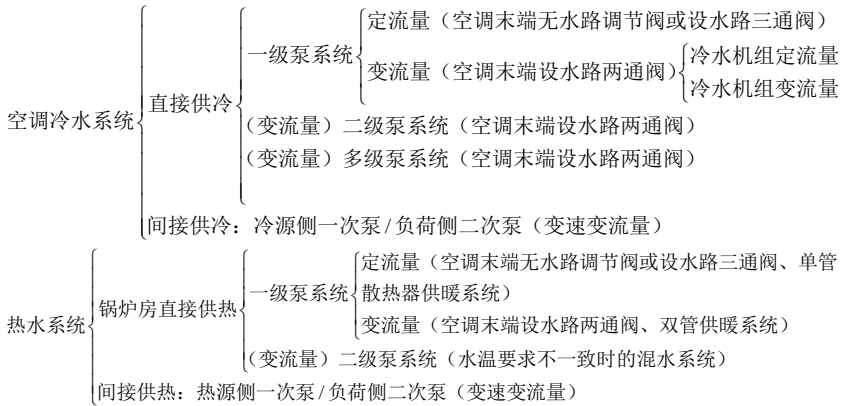 定流量（空调末端无水路调节阀或设水路三通阀）
一级泵系统
变流量（空调末端设水路两通阀）
冷水机组定流量
冷水机组变流量
直接供冷
空调冷水系统
（变流量）二级泵系统（空调末端设水路两通阀）
（变流量）多级泵系统（空调末端设水路两通阀）
间接供冷：冷源侧一次泵/负荷侧二次泵（变速变流量）
定流量（空调末端无水路调节阀或设水路三通阀、单管
散热器供暖系统）
一级泵系统
锅炉房直接供热
变流量（空调末端设水路两通阀、双管供暖系统）
热水系统
（变流量）二级泵系统（水温要求不一致时的混水系统）
间接供热：热源侧一次泵/负荷侧二次泵（变速变流量）